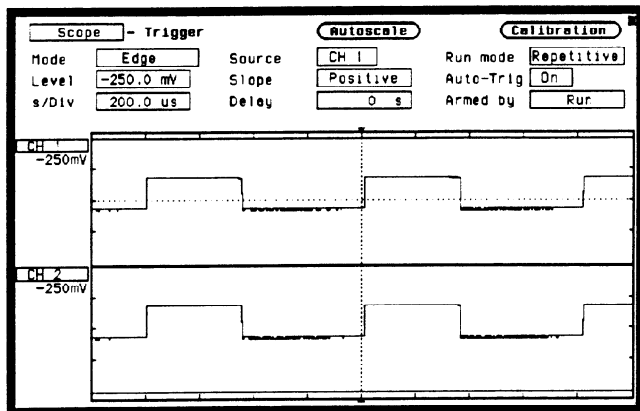 Scope - Trigger Autoscale Calibration
Mode Edge Source CH 1 Run mode Repetitive
Level -250.0 mV Slope Positive Auto-Trig On
s/Div 200.0 us Delay 0 s Armed by Run
CH 1
-250mV
CH 2
-250mV